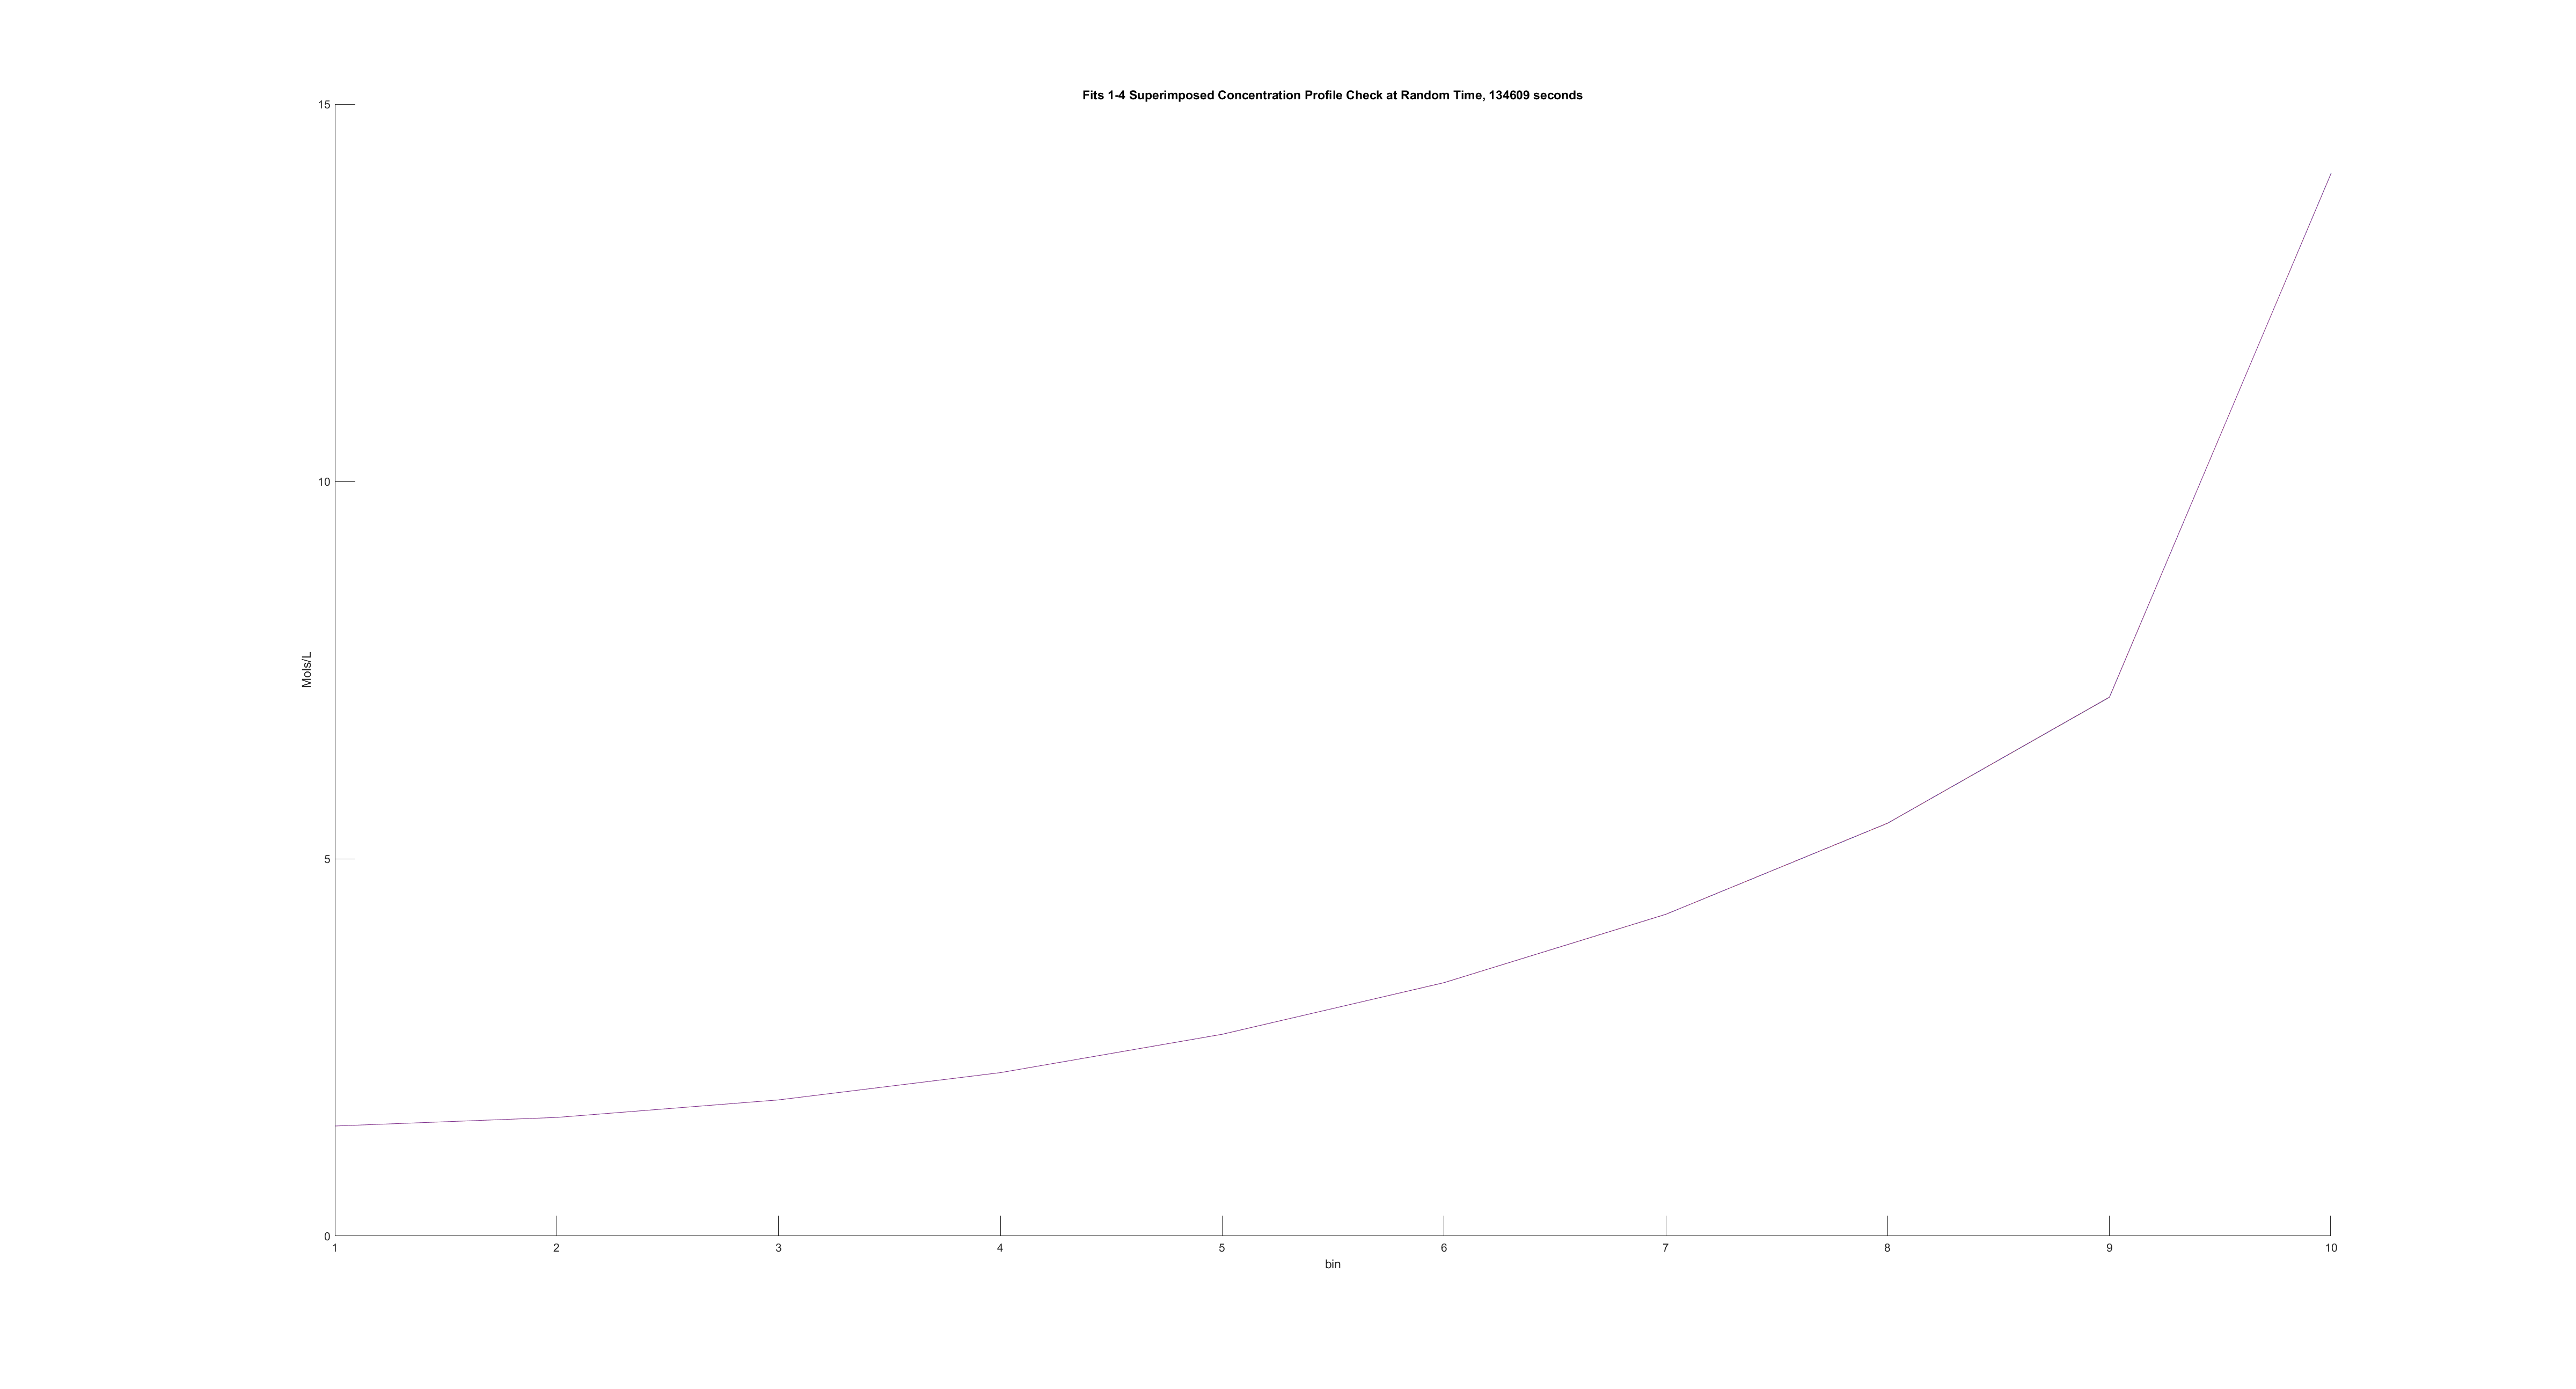 Fits 1-4 Superimposed Concentration Profile Check at Random Time, 134609 seconds
15
10
5
0
Mols/L
1 2 3 4 5 6 7 8 9 10
bin